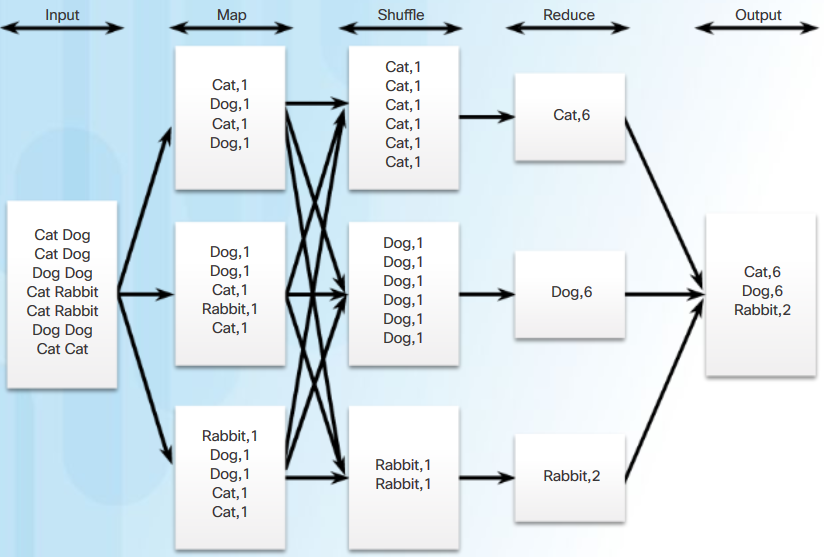 Input
Map
Shuffle
Reduce
Output
Cat Dog
Cat Dog
Dog Dog
Cat Rabbit
Cat Rabbit
Dog Dog
Cat Cat
Cat,1
Dog,1
Cat,1
Dog,1
Dog,1
Dog,1
Cat,1
Rabbit,1
Cat,1
Rabbit,1
Dog,1
Dog,1
Cat,1
Cat,1
Cat,1
Cat,1
Cat,1
Cat,1
Cat,1
Cat,1
Dog,1
Dog,1
Dog,1
Dog,1
Dog,1
Dog,1
Rabbit,1
Rabbit,1
Cat,6
Dog,6
Rabbit,2
Cat,6
Dog,6
Rabbit,2